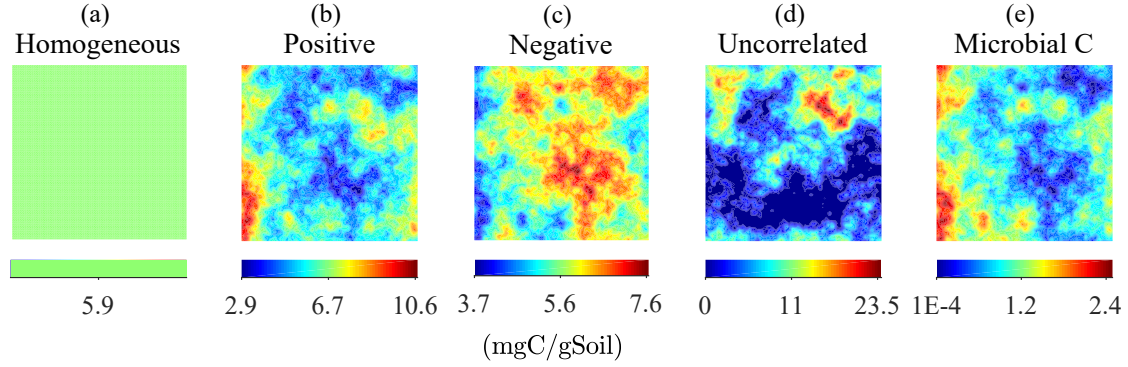 (a) (b) (c) (d) (e)
Homogeneous Positive Negative Uncorrelated Microbial C
5.9 2.9 6.7 10.6 3.7 5.6 7.6 0 11 23.5 1E-4 1.2 2.4
(mgC/gSoil)